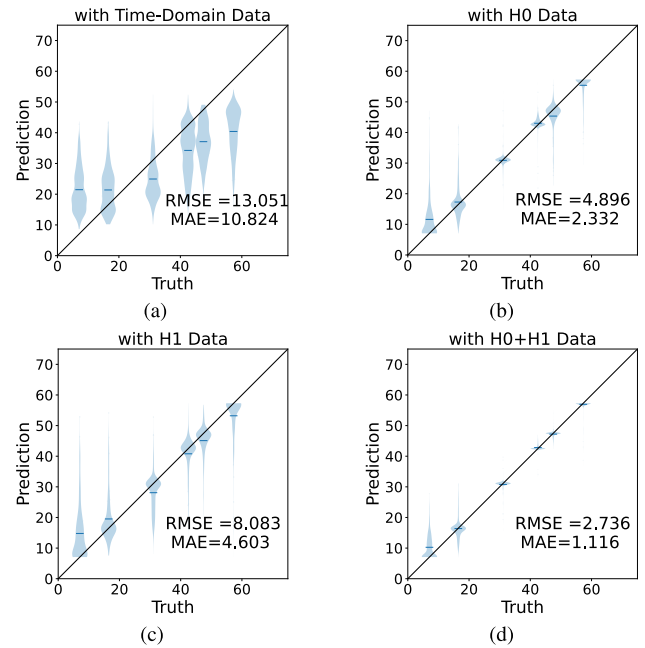 with Time-Domain Data
70
60
50
40
30
20
10
0
Prediction
RMSE =13.051
MAE=10.824
0 20 40 60
Truth
(a)
with H0 Data
70
60
50
40
30
20
10
0
Prediction
RMSE =4.896
MAE=2.332
0 20 40 60
Truth
(b)
with H1 Data
70
60
50
40
30
20
10
0
Prediction
RMSE =8.083
MAE=4.603
0 20 40 60
Truth
(c)
with H0+H1 Data
70
60
50
40
30
20
10
0
Prediction
RMSE =2.736
MAE=1.116
0 20 40 60
Truth
(d)